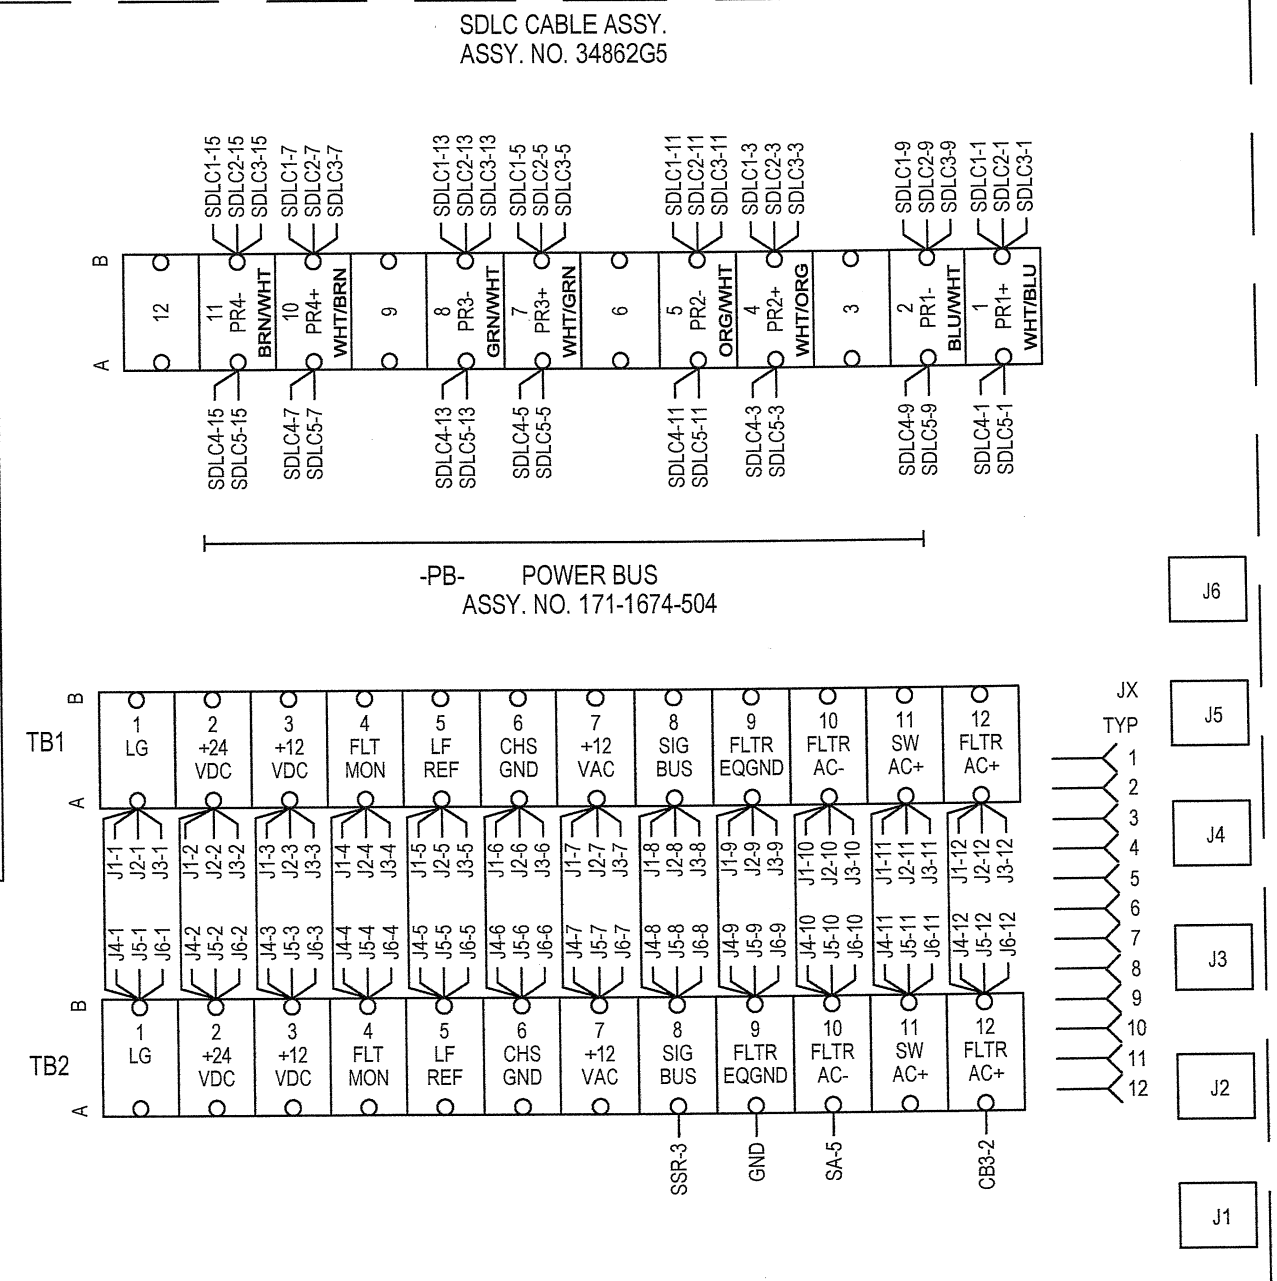 SDLC CABLE ASSY.
ASSY. NO. 34862G5
SDLC1-15
SDLC2-15
SDLC3-15
SDLC1-7
SDLC2-7
SDLC3-7
SDLC1-13
SDLC2-13
SDLC3-13
SDLC1-5
SDLC2-5
SDLC3-5
SDLC1-11
SDLC2-11
SDLC3-11
SDLC1-3
SDLC2-3
SDLC3-3
SDLC1-9
SDLC2-9
SDLC3-9
SDLC1-1
SDLC2-1
SDLC3-1
B
A
12
11
PR4-
BRN/WHT
10
PR4+
WHT/BRN
9
8
PR3-
GRN/WHT
7
PR3+
WHT/GRN
6
5
PR2-
ORG/WHT
4
PR2+
WHT/ORG
3
2
PR1-
BLU/WHT
1
PR1+
WHT/BLU
SDLC4-15
SDLC5-15
SDLC4-7
SDLC5-7
SDLC4-13
SDLC5-13
SDLC4-5
SDLC5-5
SDLC4-11
SDLC5-11
SDLC4-3
SDLC5-3
SDLC4-9
SDLC5-9
SDLC4-1
SDLC5-1
-PB- POWER BUS
ASSY. NO. 171-1674-504
TB1
B
A
1
LG
2
+24
VDC
3
+12
VDC
4
FLT
MON
5
LF
REF
6
CHS
GND
7
+12
VAC
8
SIG
BUS
9
FLTR
EQGND
10
FLTR
AC-
11
SW
AC+
12
FLTR
AC+
J1-1
J2-1
J3-1
J1-2
J2-2
J3-2
J1-3
J2-3
J3-3
J1-4
J2-4
J3-4
J1-5
J2-5
J3-5
J1-6
J2-6
J3-6
J1-7
J2-7
J3-7
J1-8
J2-8
J3-8
J1-9
J2-9
J3-9
J1-10
J2-10
J3-10
J1-11
J2-11
J3-11
J1-12
J2-12
J3-12
J4-1
J5-1
J6-1
J4-2
J5-2
J6-2
J4-3
J5-3
J6-3
J4-4
J5-4
J6-4
J4-5
J5-5
J6-5
J4-6
J5-6
J6-6
J4-7
J5-7
J6-7
J4-8
J5-8
J6-8
J4-9
J5-9
J6-9
J4-10
J5-10
J6-10
J4-11
J5-11
J6-11
J4-12
J5-12
J6-12
TB2
B
A
1
LG
2
+24
VDC
3
+12
VDC
4
FLT
MON
5
LF
REF
6
CHS
GND
7
+12
VAC
8
SIG
BUS
9
FLTR
EQGND
10
FLTR
AC-
11
SW
AC+
12
FLTR
AC+
SSR-3
GND
SA-5
CB3-2
JX
TYP
1
2
3
4
5
6
7
8
9
10
11
12
J6
J5
J4
J3
J2
J1